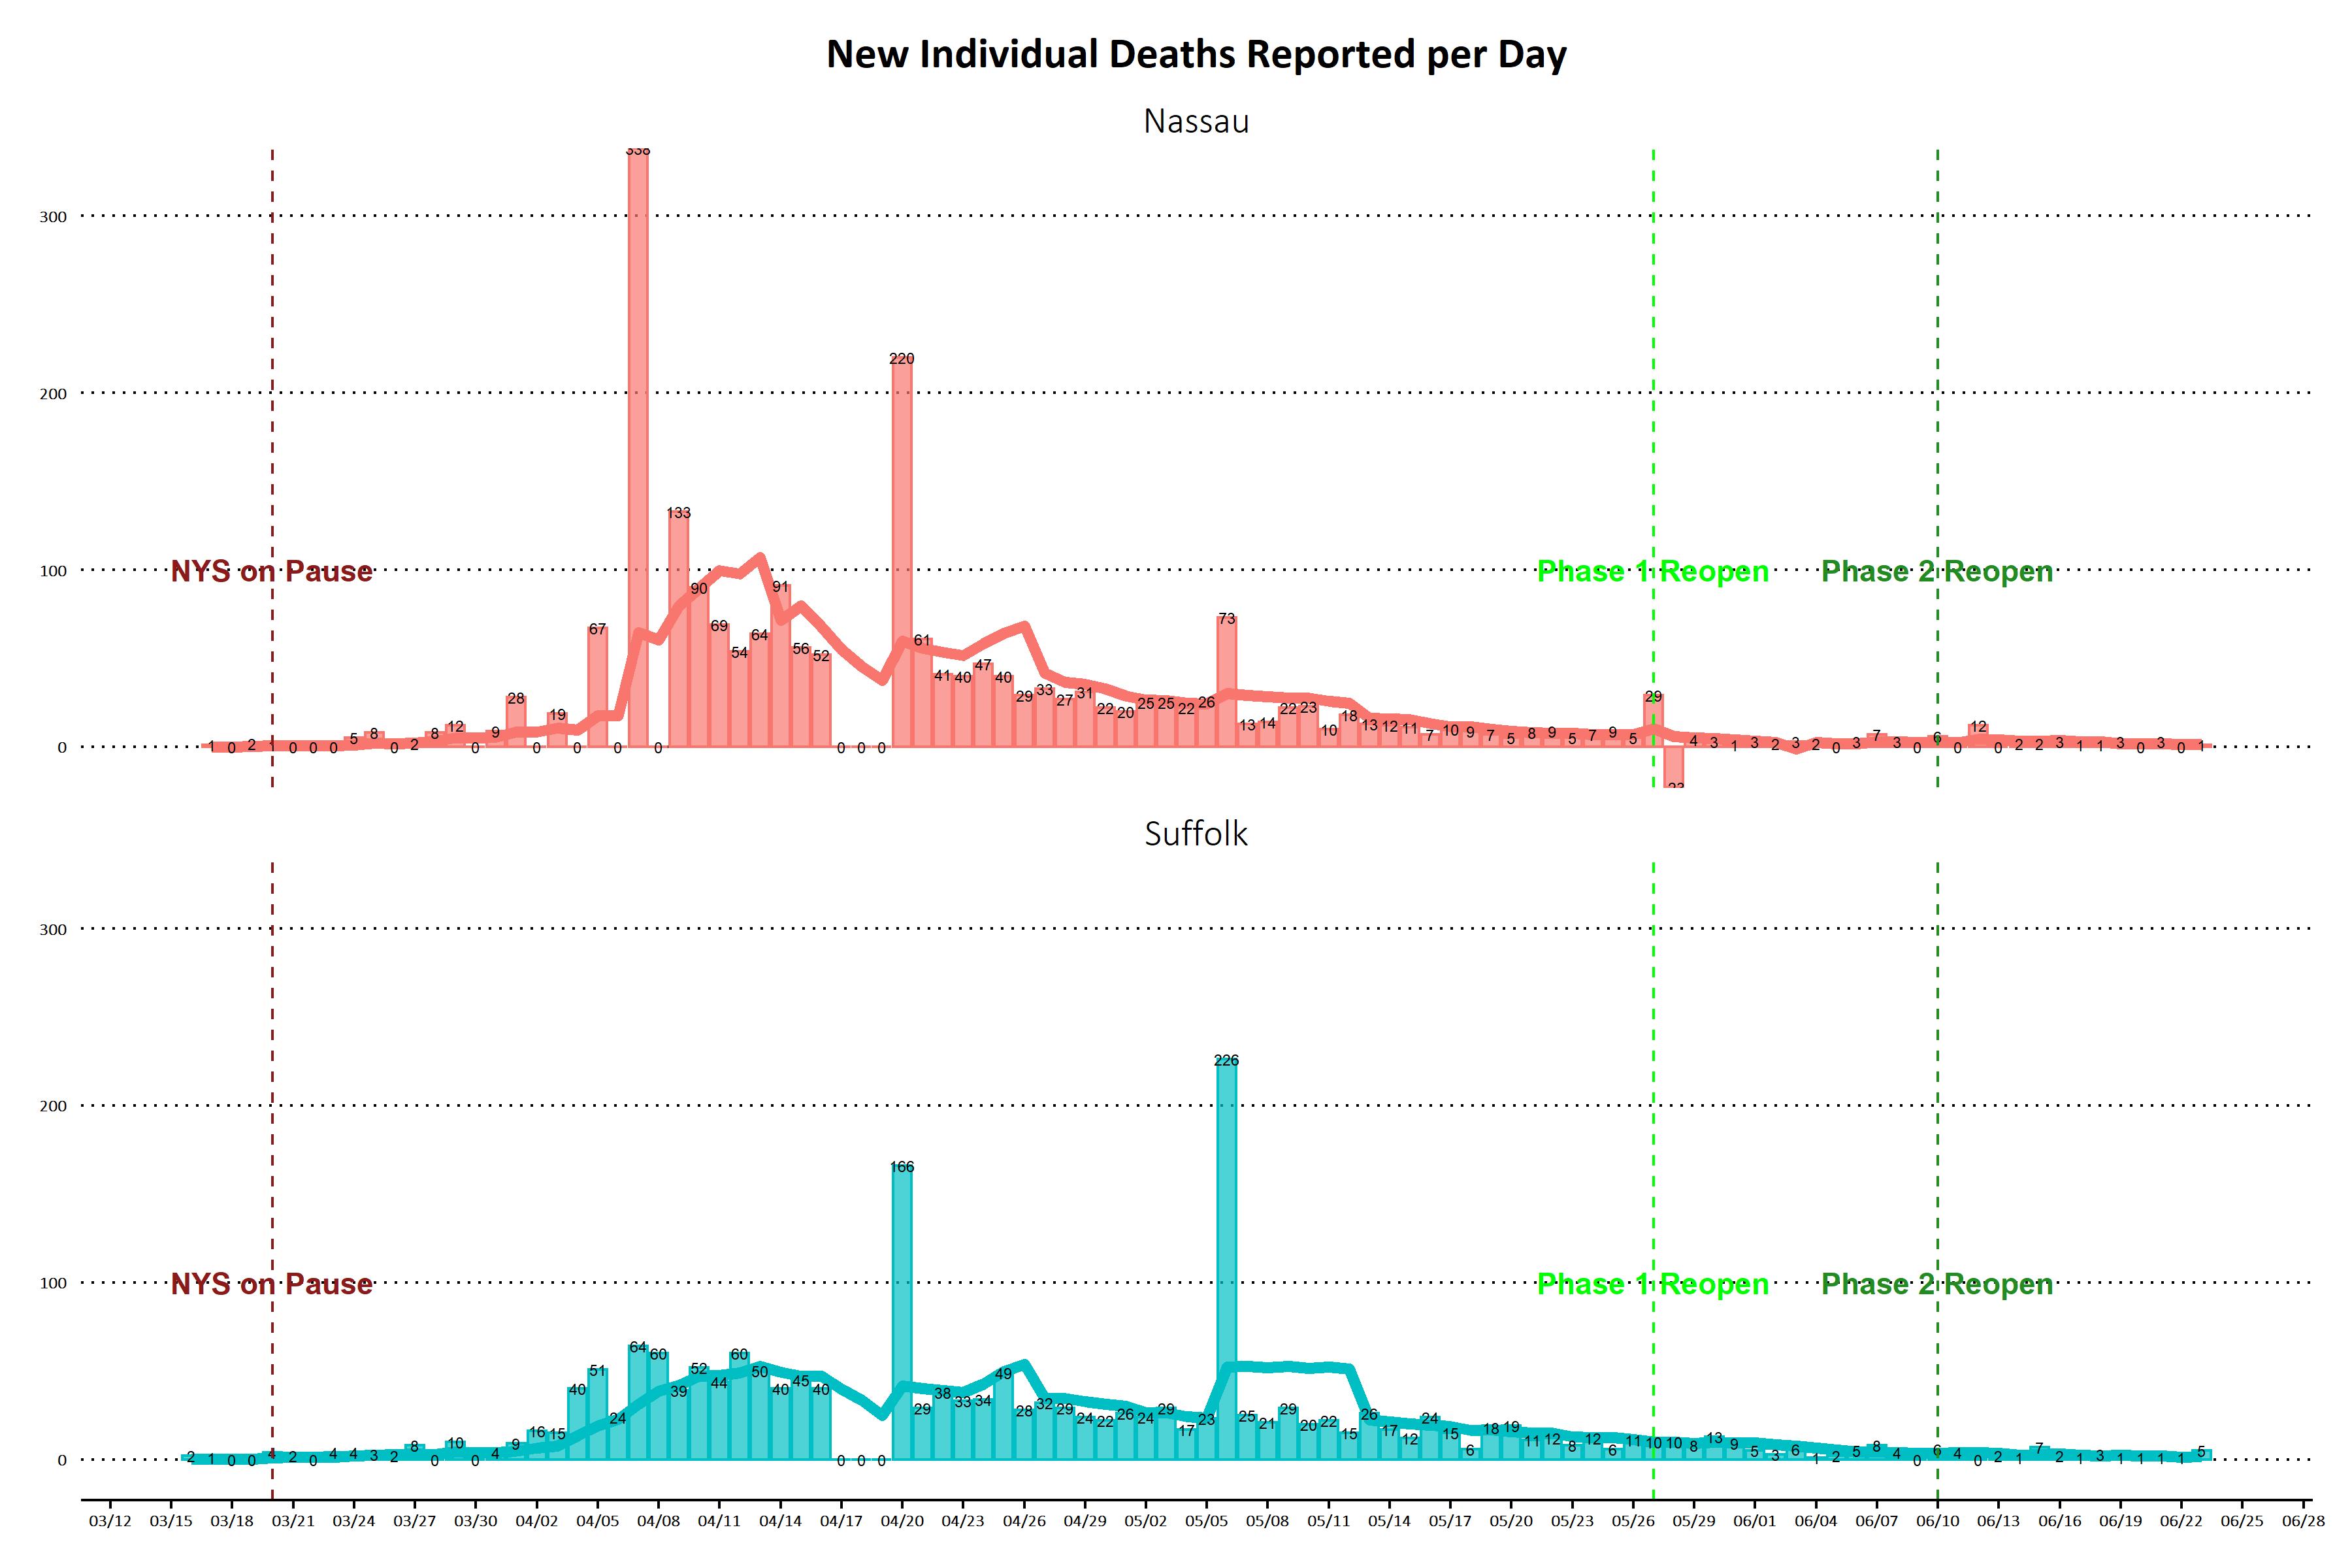 New Individual Deaths Reported per Day
Nassau
300
200
100
0
NYS on Pause
Phase 1 Reopen
Phase 2 Reopen
1 0 2 1 0 0 0 5 8 0 2 8 12 0 9 28 0 19 0 67 0 338 0 133 90 69 54 64 91 56 52 0 0 0 220 61 41 40 47 40 29 33 27 31 22 20 25 25 22 26 73 13 14 22 23 10 18 13 12 11 7 10 9 7 5 8 9 5 7 9 5 29 -23 4 3 1 3 2 3 2 0 3 7 3 0 6 0 12 0 2 2 3 1 1 3 0 3 0 1
Suffolk
300
200
100
0
NYS on Pause
Phase 1 Reopen
Phase 2 Reopen
2 1 0 0 4 2 0 4 4 3 2 8 0 10 0 4 9 16 15 40 51 24 64 60 39 52 44 60 50 40 45 40 0 0 0 166 29 38 33 34 49 28 32 29 24 22 26 24 29 17 23 226 25 21 29 20 22 15 26 17 12 24 15 6 18 19 11 12 8 12 6 11 10 10 8 13 9 5 3 6 1 2 5 8 4 0 6 4 0 2 1 7 2 1 3 1 1 1 1 5
03/12 03/15 03/18 03/21 03/24 03/27 03/30 04/02 04/05 04/08 04/11 04/14 04/17 04/20 04/23 04/26 04/29 05/02 05/05 05/08 05/11 05/14 05/17 05/20 05/23 05/26 05/29 06/01 06/04 06/07 06/10 06/13 06/16 06/19 06/22 06/25 06/28